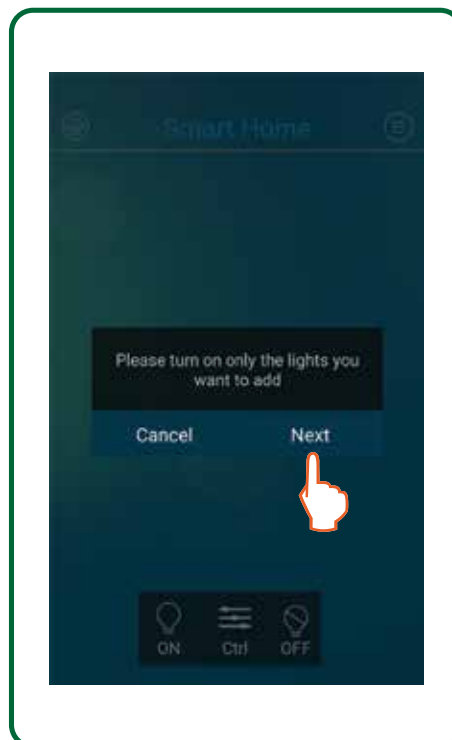 Smart Home
Please turn on only the lights you
want to add
Cancel Next
ON Ctrl OFF